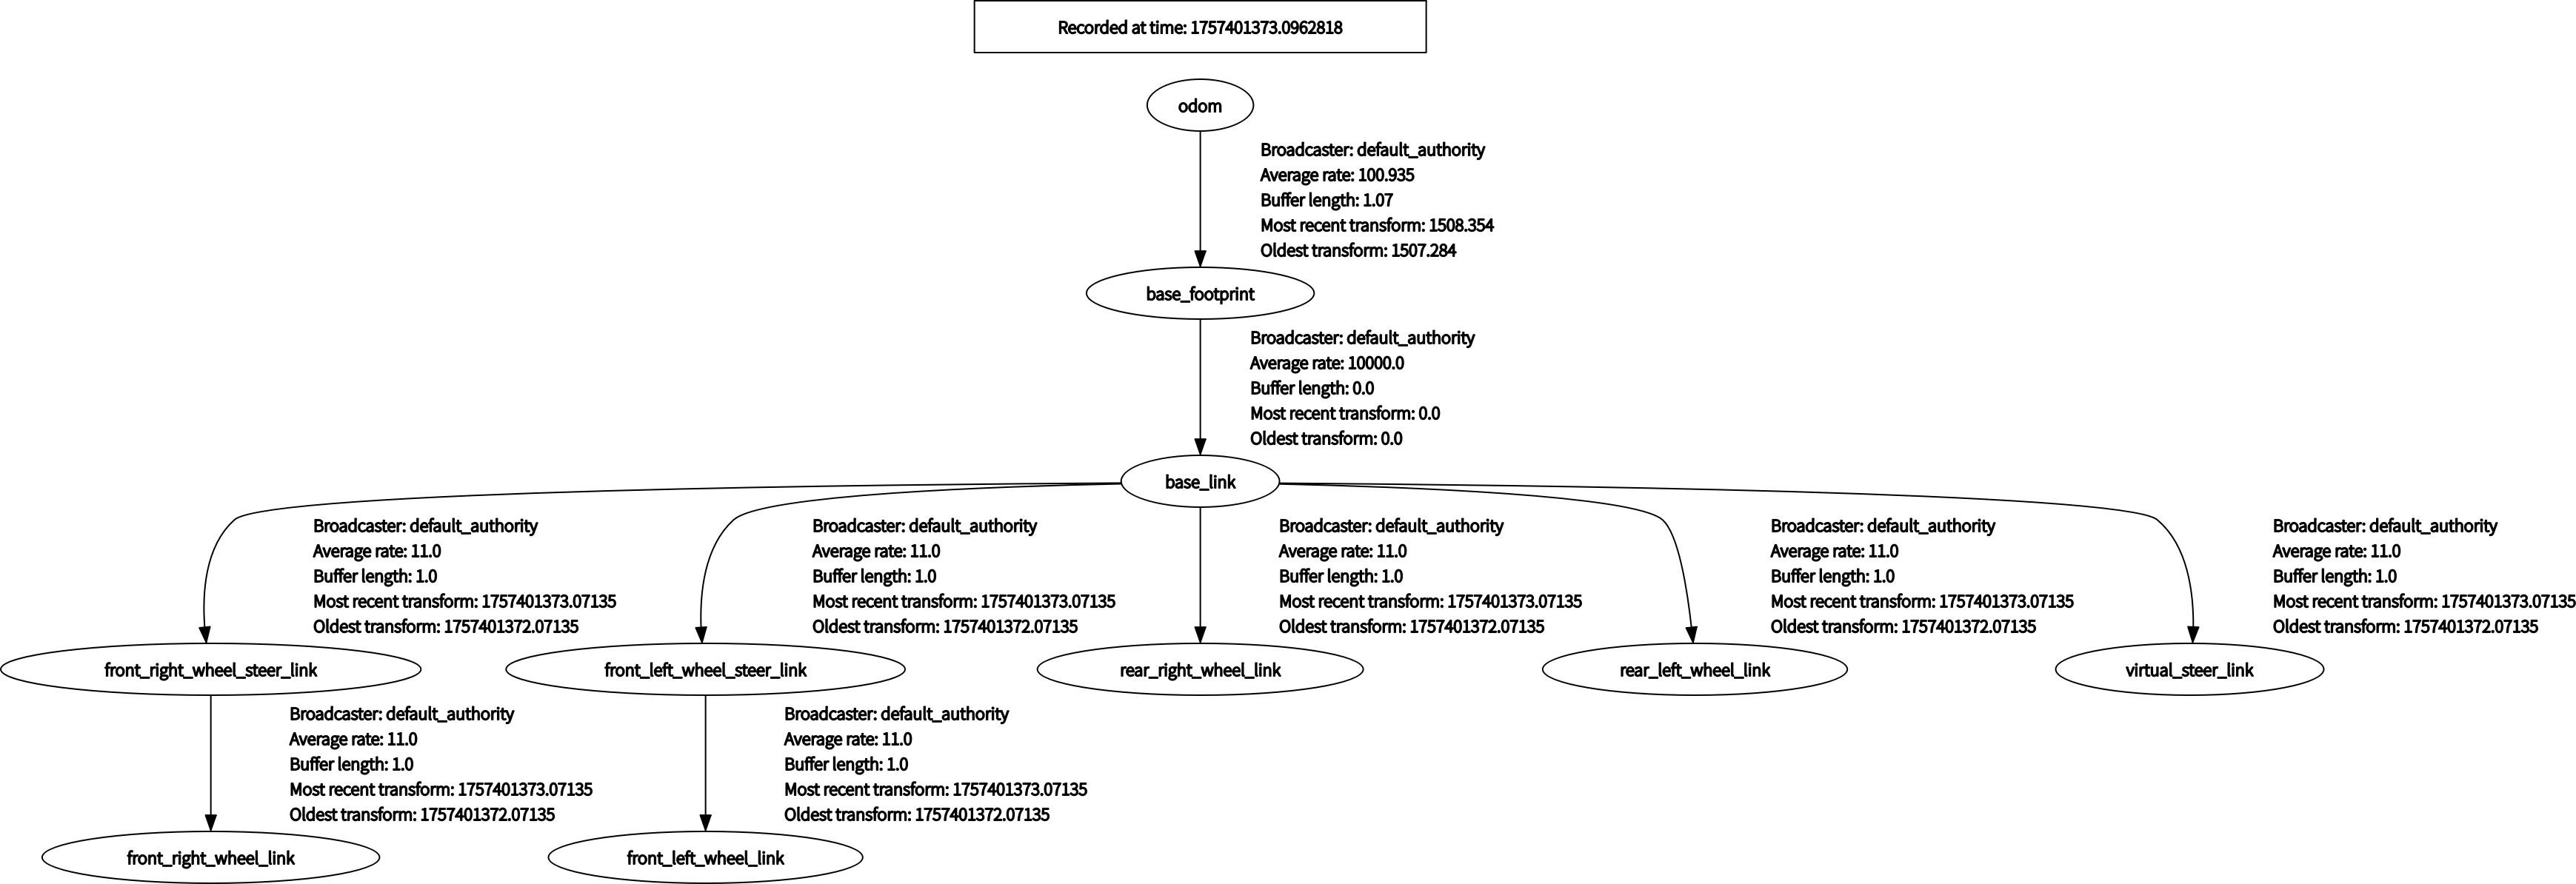 Recorded at time: 1757401373.0962818
odom
Broadcaster: default_authority
Average rate: 100.935
Buffer length: 1.07
Most recent transform: 1508.354
Oldest transform: 1507.284
base_footprint
Broadcaster: default_authority
Average rate: 10000.0
Buffer length: 0.0
Most recent transform: 0.0
Oldest transform: 0.0
base_link
Broadcaster: default_authority
Average rate: 11.0
Buffer length: 1.0
Most recent transform: 1757401373.07135
Oldest transform: 1757401372.07135
Broadcaster: default_authority
Average rate: 11.0
Buffer length: 1.0
Most recent transform: 1757401373.07135
Oldest transform: 1757401372.07135
Broadcaster: default_authority
Average rate: 11.0
Buffer length: 1.0
Most recent transform: 1757401373.07135
Oldest transform: 1757401372.07135
Broadcaster: default_authority
Average rate: 11.0
Buffer length: 1.0
Most recent transform: 1757401373.07135
Oldest transform: 1757401372.07135
Broadcaster: default_authority
Average rate: 11.0
Buffer length: 1.0
Most recent transform: 1757401373.07135
Oldest transform: 1757401372.07135
front_right_wheel_steer_link
front_left_wheel_steer_link
rear_right_wheel_link
rear_left_wheel_link
virtual_steer_link
Broadcaster: default_authority
Average rate: 11.0
Buffer length: 1.0
Most recent transform: 1757401373.07135
Oldest transform: 1757401372.07135
Broadcaster: default_authority
Average rate: 11.0
Buffer length: 1.0
Most recent transform: 1757401373.07135
Oldest transform: 1757401372.07135
front_right_wheel_link
front_left_wheel_link